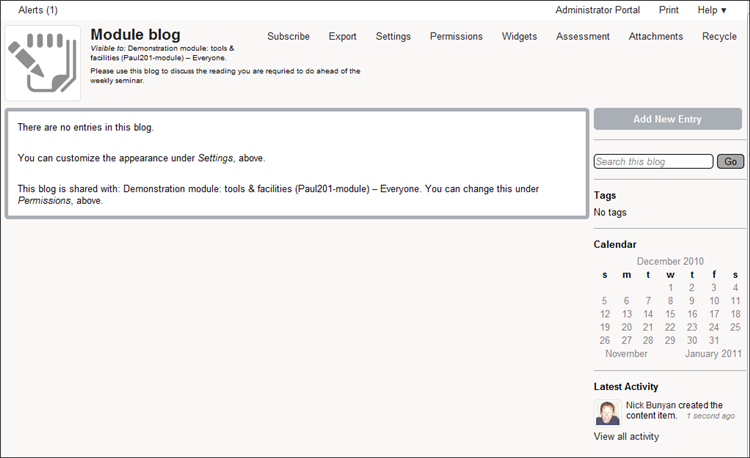 Alerts (1)
Administrator Portal Print Help ▾
Module blog
Visible to: Demonstration module: tools &
facilities (Paul201-module) – Everyone.
Please use this blog to discuss the reading you are requried to do ahead of the
weekly seminar.
Subscribe Export Settings Permissions Widgets Assessment Attachments Recycle
There are no entries in this blog.
You can customize the appearance under Settings, above.
This blog is shared with: Demonstration module: tools & facilities (Paul201-module) – Everyone. You can change this under
Permissions, above.
Add New Entry
Search this blog Go
Tags
No tags
Calendar
December 2010
s m t w t f s
1 2 3 4
5 6 7 8 9 10 11
12 13 14 15 16 17 18
19 20 21 22 23 24 25
26 27 28 29 30 31
November January 2011
Latest Activity
Nick Bunyan created the
content item. 1 second ago
View all activity